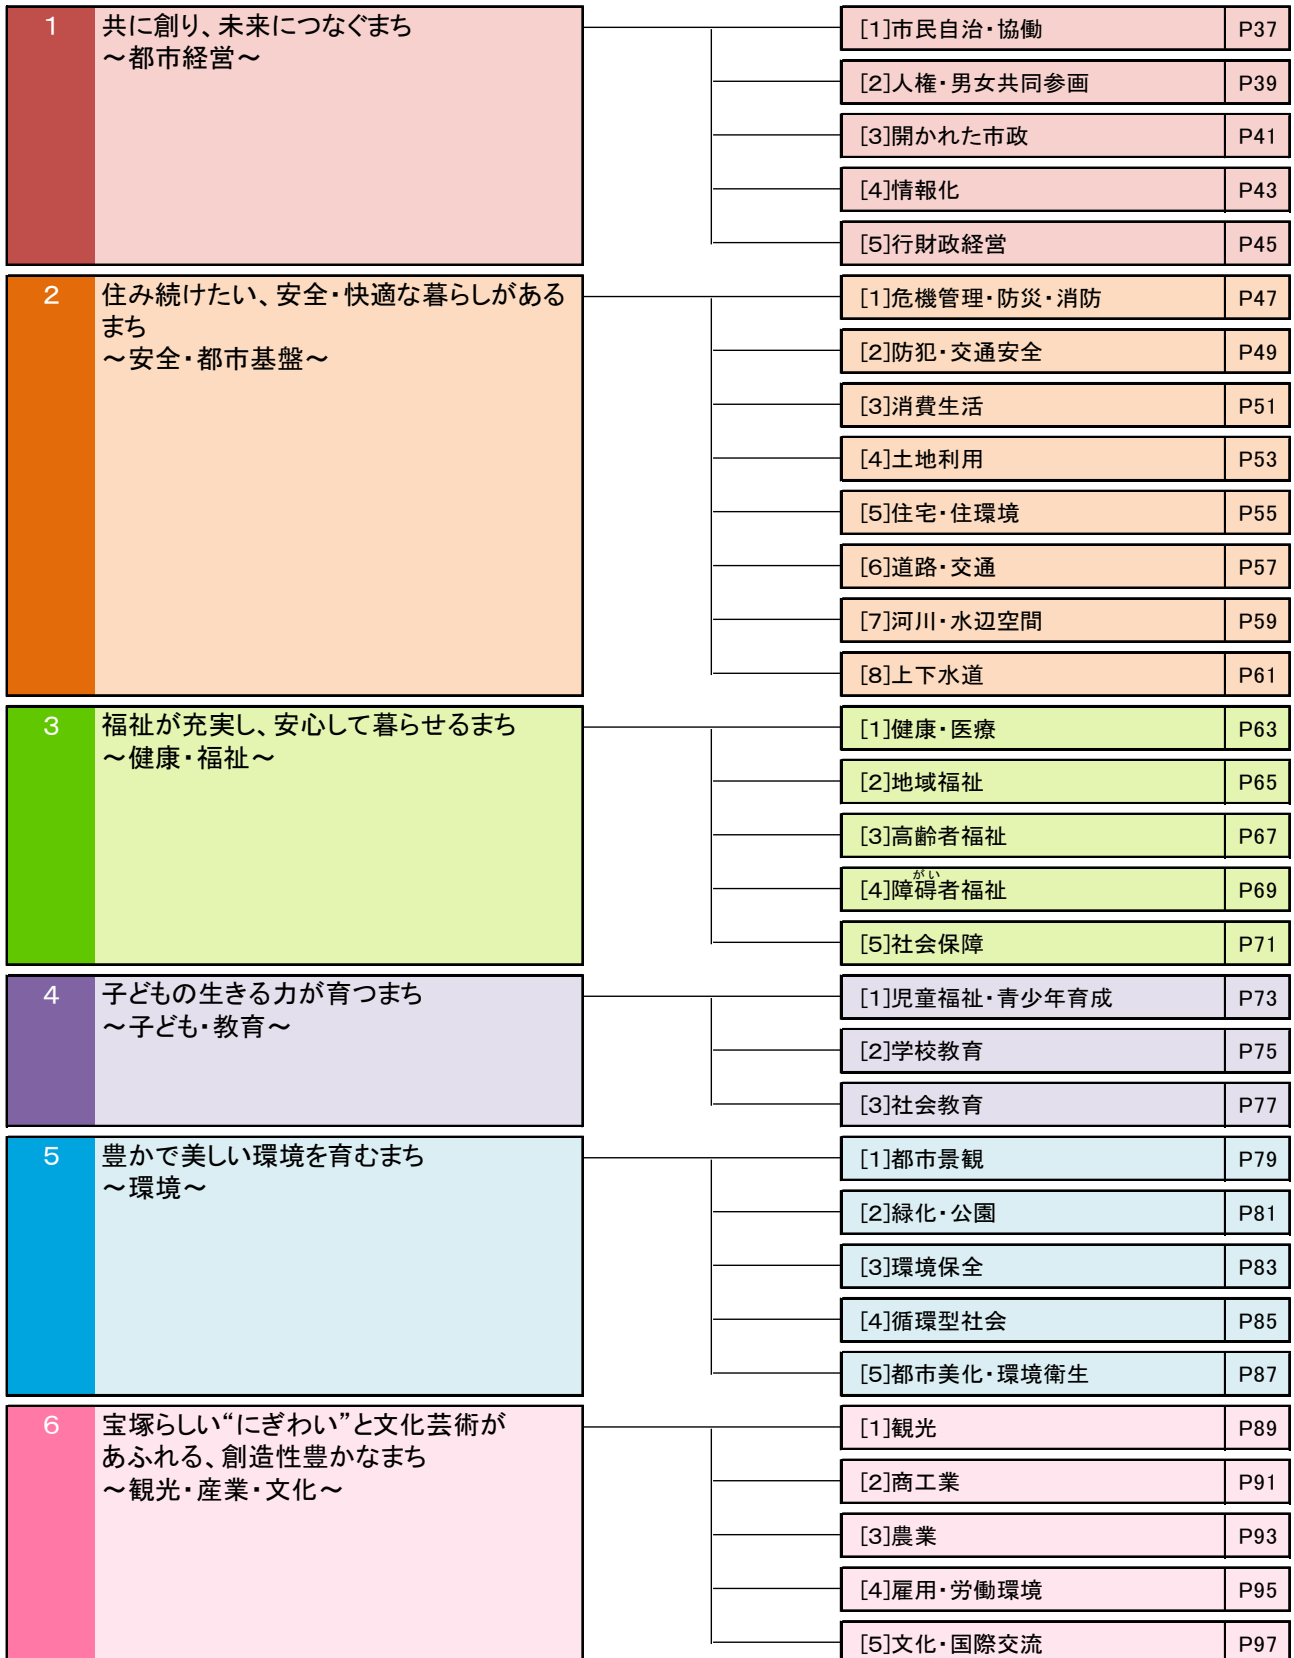 1
共に創り、未来につなぐまち
～都市経営～
[1]市民自治・協働 P37
[2]人権・男女共同参画 P39
[3]開かれた市政 P41
[4]情報化 P43
[5]行財政経営 P45
2
住み続けたい、安全・快適な暮らしがある
まち
～安全・都市基盤～
[1]危機管理・防災・消防 P47
[2]防犯・交通安全 P49
[3]消費生活 P51
[4]土地利用 P53
[5]住宅・住環境 P55
[6]道路・交通 P57
[7]河川・水辺空間 P59
[8]上下水道 P61
3
福祉が充実し、安心して暮らせるまち
～健康・福祉～
[1]健康・医療 P63
[2]地域福祉 P65
[3]高齢者福祉 P67
がい
[4]障碍者福祉 P69
[5]社会保障 P71
4
子どもの生きる力が育つまち
～子ども・教育～
[1]児童福祉・青少年育成 P73
[2]学校教育 P75
[3]社会教育 P77
5
豊かで美しい環境を育むまち
～環境～
[1]都市景観 P79
[2]緑化・公園 P81
[3]環境保全 P83
[4]循環型社会 P85
[5]都市美化・環境衛生 P87
6
宝塚らしい“にぎわい”と文化芸術が
あふれる、創造性豊かなまち
～観光・産業・文化～
[1]観光 P89
[2]商工業 P91
[3]農業 P93
[4]雇用・労働環境 P95
[5]文化・国際交流 P97